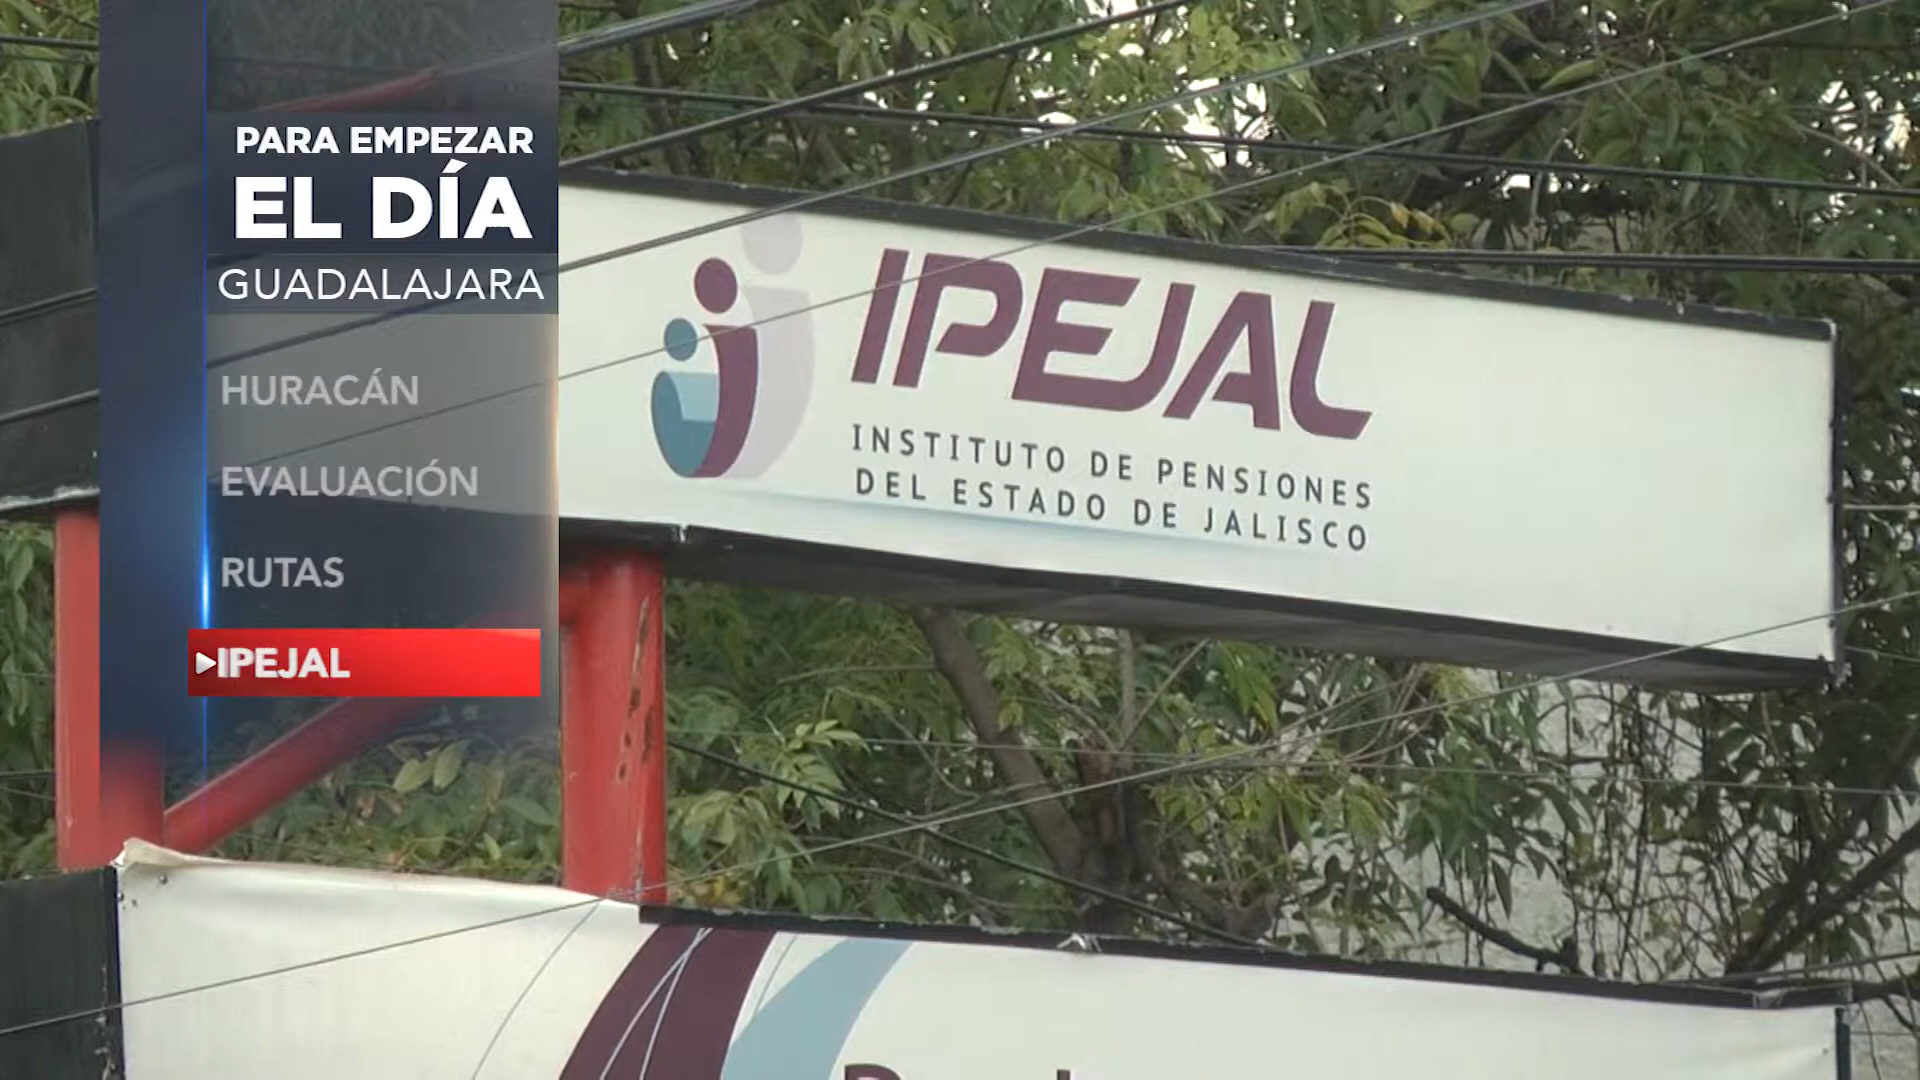 PARA EMPEZAR
EL DÍA
GUADALAJARA
HURACÁN
EVALUACIÓN
RUTAS
IPEJAL
IPEJAL
INSTITUTO DE PENSIONES
DEL ESTADO DE JALISCO